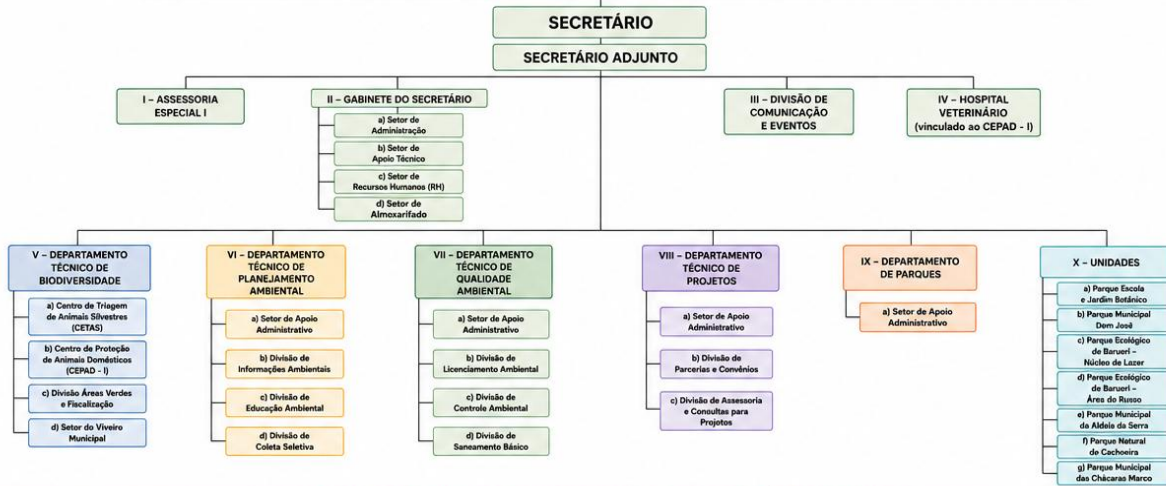 SECRETÁRIO
SECRETÁRIO ADJUNTO
I – ASSESSORIA
ESPECIAL I
II – GABINETE DO SECRETÁRIO
a) Setor de
Administração
b) Setor de
Apoio Técnico
c) Setor de
Recursos Humanos (RH)
d) Setor de
Almoxarifado
III – DIVISÃO DE
COMUNICAÇÃO
E EVENTOS
IV – HOSPITAL
VETERINÁRIO
(vinculado ao CEPAD - I)
V – DEPARTAMENTO
TÉCNICO DE
BIODIVERSIDADE
a) Centro de Triagem
de Animais Silvestres
(CETAS)
b) Centro de Proteção
de Animais Domésticos
(CEPAD - I)
c) Divisão Áreas Verdes
e Fiscalização
d) Setor do Viveiro
Municipal
VI – DEPARTAMENTO
TÉCNICO DE
PLANEJAMENTO
AMBIENTAL
a) Setor de Apoio
Administrativo
b) Divisão de
Informações Ambientais
c) Divisão de
Educação Ambiental
d) Divisão de
Coleta Seletiva
VII – DEPARTAMENTO
TÉCNICO DE
QUALIDADE
AMBIENTAL
a) Setor de Apoio
Administrativo
b) Divisão de
Licenciamento Ambiental
c) Divisão de
Controle Ambiental
d) Divisão de
Saneamento Básico
VIII – DEPARTAMENTO
TÉCNICO DE
PROJETOS
a) Setor de Apoio
Administrativo
b) Divisão de
Parcerias e Convênios
c) Divisão de Assessoria
e Consultas para
Projetos
IX – DEPARTAMENTO
DE PARQUES
a) Setor de Apoio
Administrativo
X – UNIDADES
a) Parque Escola
e Jardim Botânico
b) Parque Municipal
Dom José
c) Parque Ecológico
de Barueri –
Núcleo de Lazer
d) Parque Ecológico
de Barueri –
Área do Russo
e) Parque Municipal
da Aldeia da Serra
f) Parque Natural
de Cachoeira
g) Parque Municipal
das Chácaras Marco